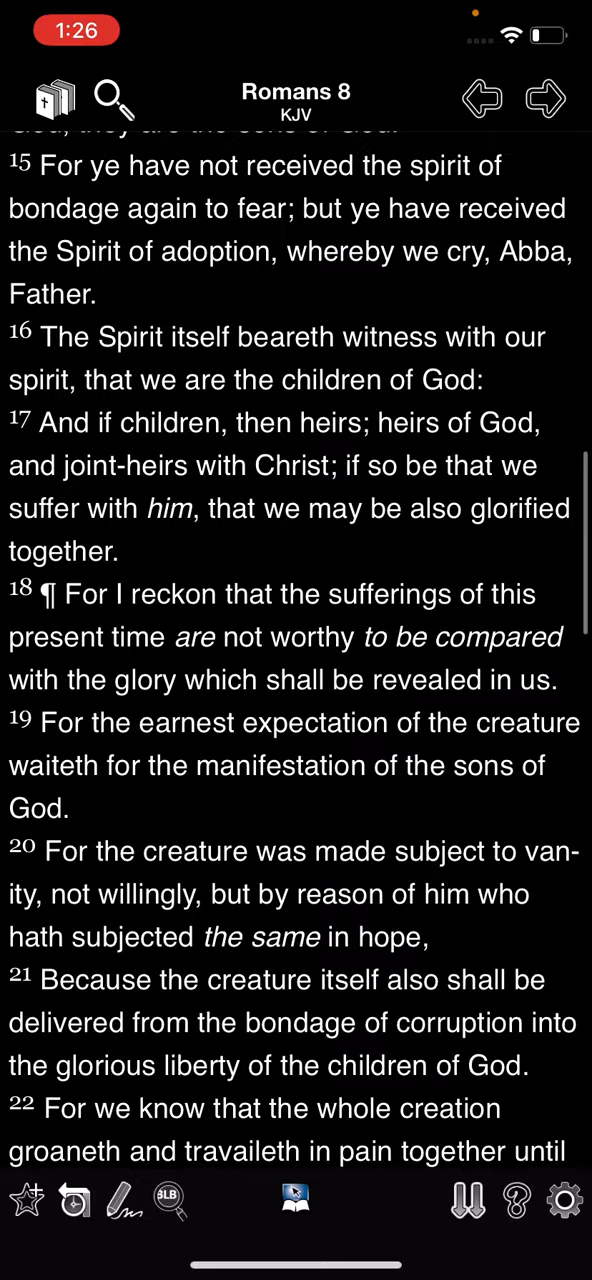 1:26
Romans 8
KJV
God, they are the sons of God.
15 For ye have not received the spirit of
bondage again to fear; but ye have received
the Spirit of adoption, whereby we cry, Abba,
Father.
16 The Spirit itself beareth witness with our
spirit, that we are the children of God:
17 And if children, then heirs; heirs of God,
and joint-heirs with Christ; if so be that we
suffer with him, that we may be also glorified
together.
18 ¶ For I reckon that the sufferings of this
present time are not worthy to be compared
with the glory which shall be revealed in us.
19 For the earnest expectation of the creature
waiteth for the manifestation of the sons of
God.
20 For the creature was made subject to van-
ity, not willingly, but by reason of him who
hath subjected the same in hope,
21 Because the creature itself also shall be
delivered from the bondage of corruption into
the glorious liberty of the children of God.
22 For we know that the whole creation
groaneth and travaileth in pain together until
BLB